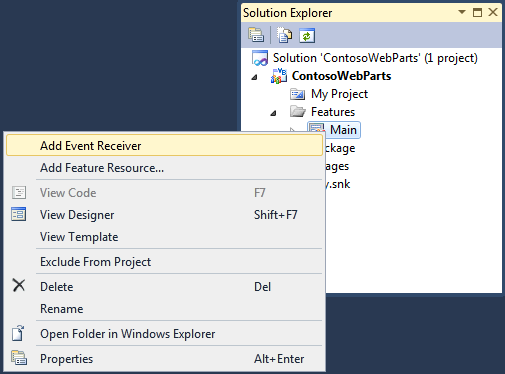 Solution Explorer
Solution 'ContosoWebParts' (1 project)
VB
ContosoWebParts
My Project
Features
Main
Add Event Receiver
ckage
Add Feature Resource...
ages
View Code F7
y.snk
View Designer Shift+F7
View Template
Exclude From Project
Delete Del
Rename
Open Folder in Windows Explorer
Properties Alt+Enter